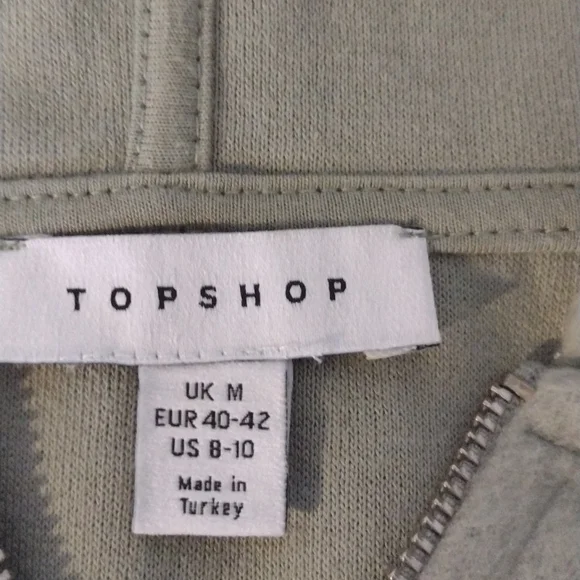 TOPSHOP
UK M
EUR 40-42
US 8-10
Made in
Turkey